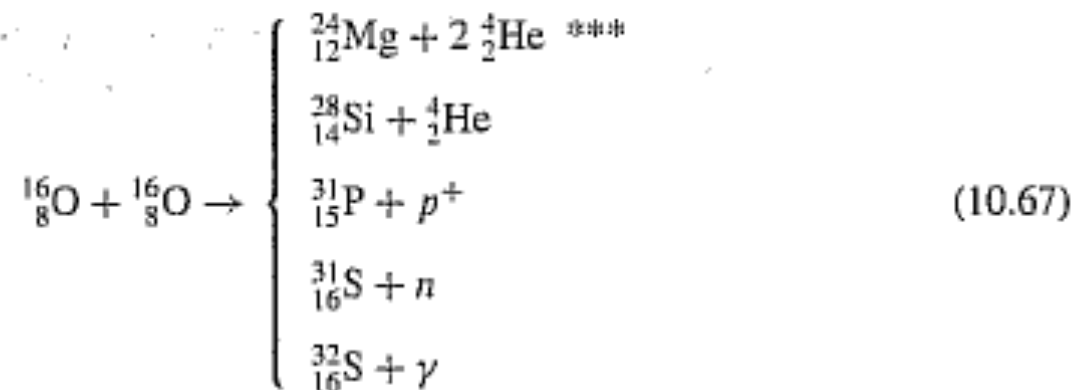 ²⁴₁₂Mg + 2 ⁴₂He ***
²⁸₁₄Si + ⁴₂He
¹⁶₈O + ¹⁶₈O → { ³¹₁₅P + p⁺ (10.67)
³¹₁₆S + n
³²₁₆S + γ